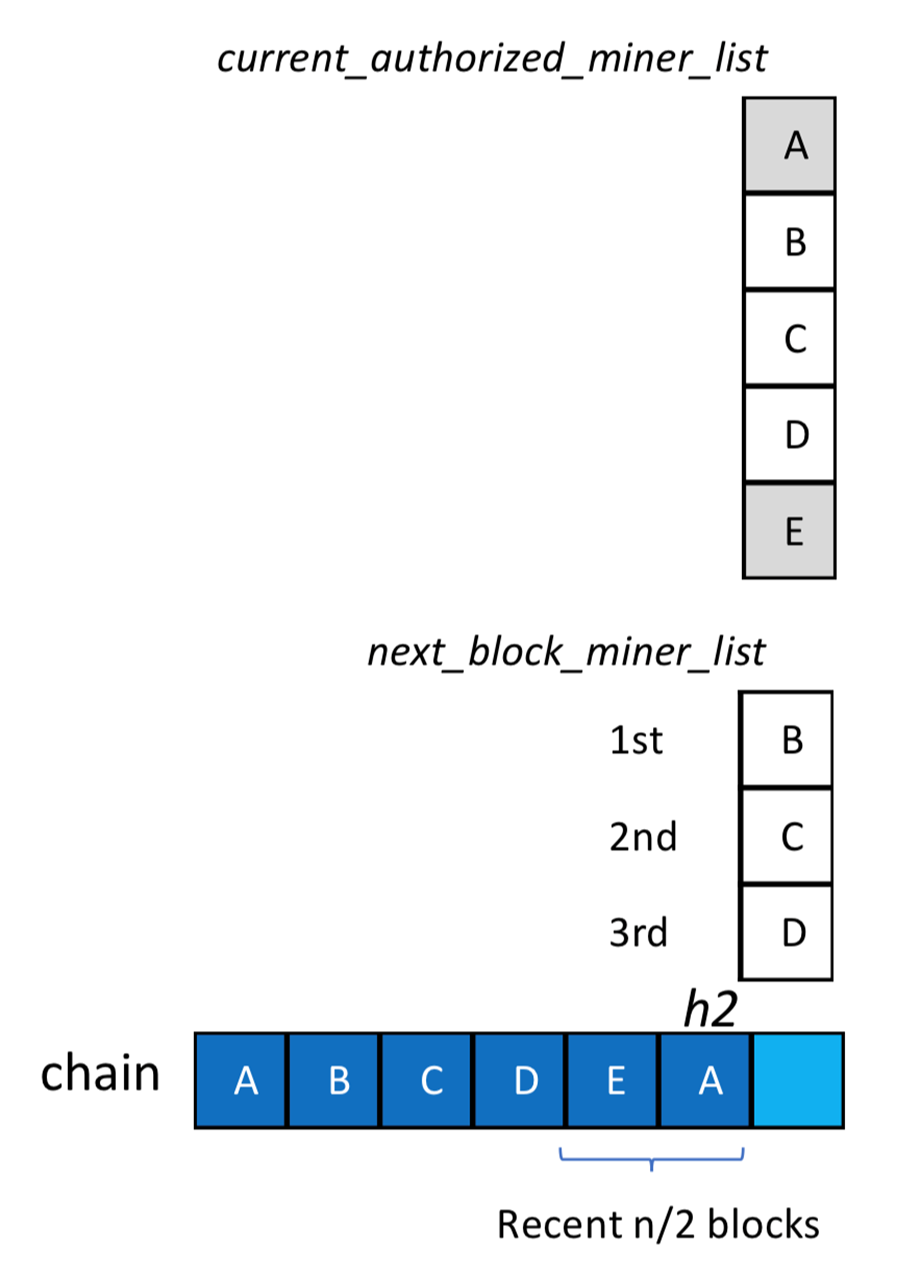 current_authorized_miner_list
A
B
C
D
E
next_block_miner_list
1st B
2nd C
3rd D
h2
chain A B C D E A
Recent n/2 blocks